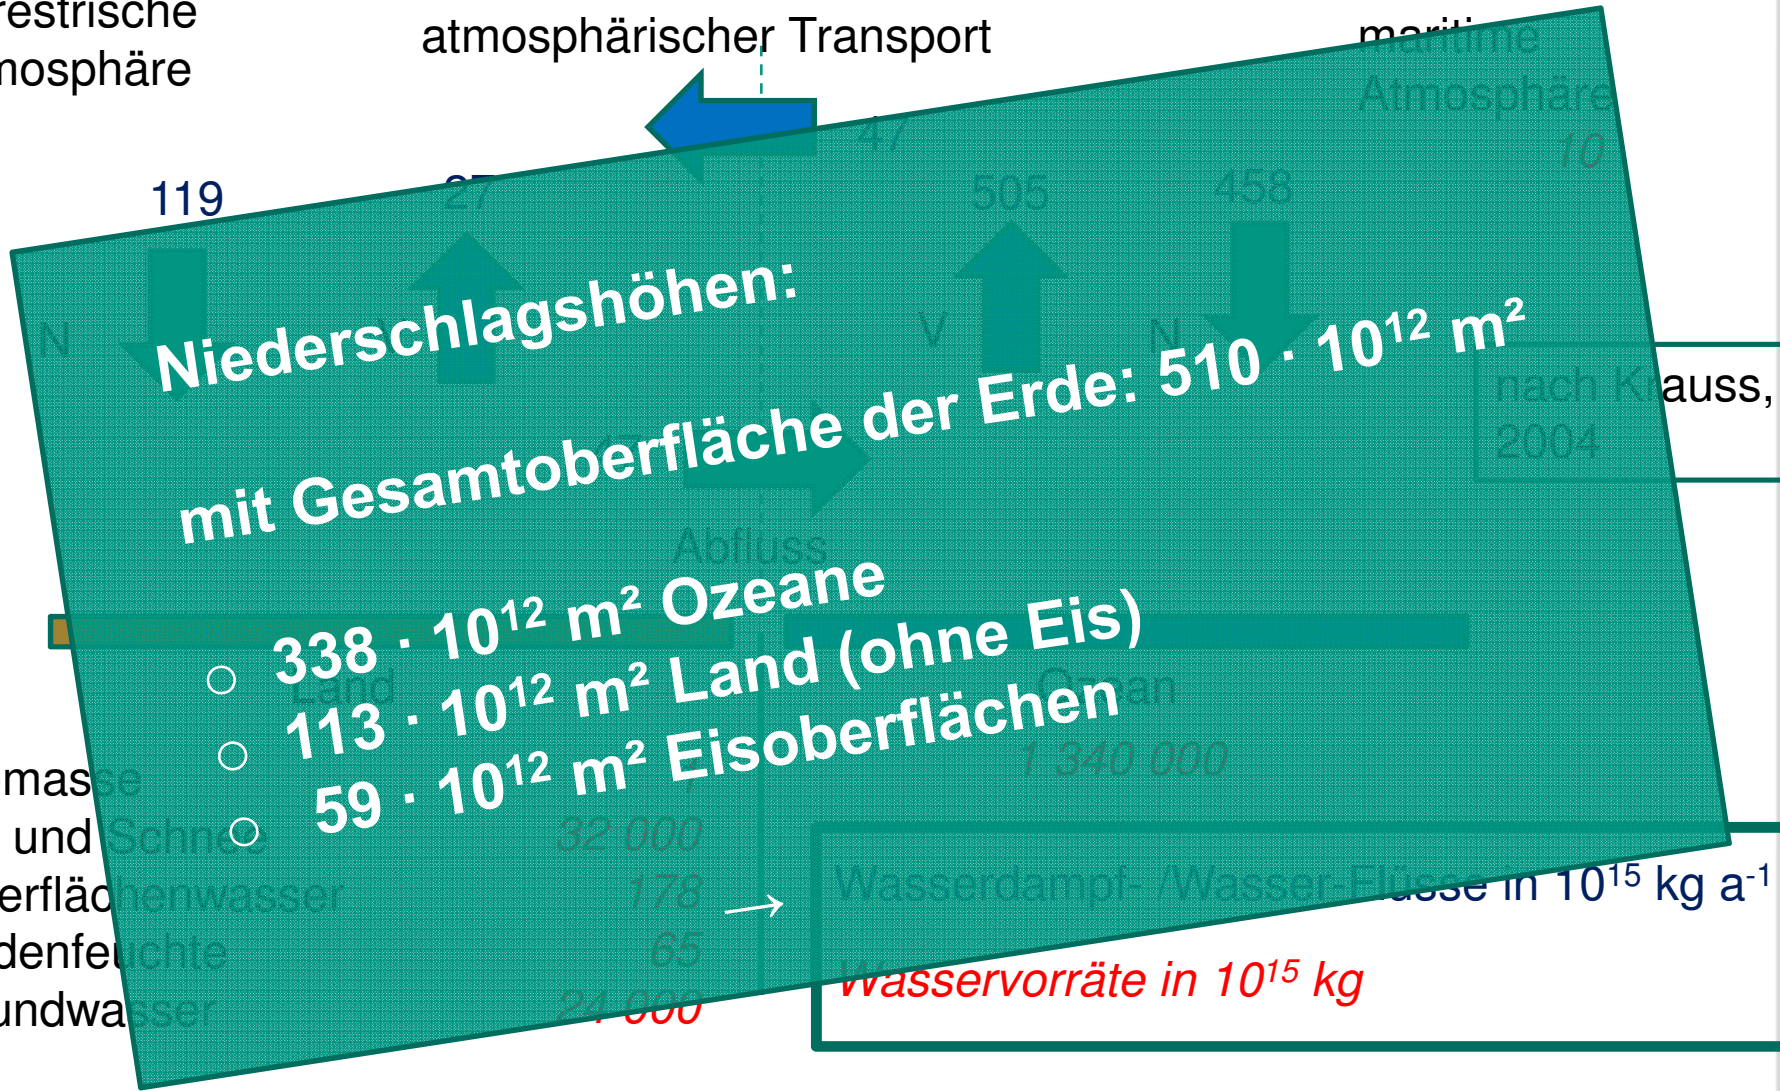 restrische
mosphäre
atmosphärischer Transport
maritime
Atmosphäre
10
47
119
27
505
458
N
V
N
nach Krauss,
2004
Niederschlagshöhen:
mit Gesamtoberfläche der Erde: 510 · 10¹² m²
Abfluss
○ 338 · 10¹² m² Ozeane
○ 113 · 10¹² m² Land (ohne Eis)
○ 59 · 10¹² m² Eisoberflächen
Land
Ozean
1 340 000
omasse
und Schnee 32 000
erflächenwasser 178
denfeuchte 65
undwasser 24 000
→
Wasserdampf- /Wasser-Flüsse in 10¹⁵ kg a⁻¹
Wasservorräte in 10¹⁵ kg